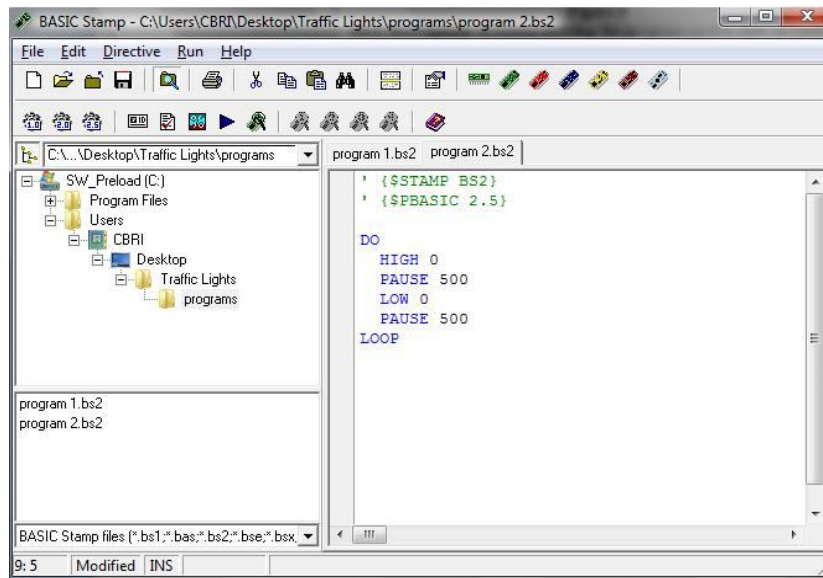 BASIC Stamp - C:\Users\CBRI\Desktop\Traffic Lights\programs\program 2.bs2
File Edit Directive Run Help
C:\...\Desktop\Traffic Lights\programs
SW_Preload (C:)
Program Files
Users
CBRI
Desktop
Traffic Lights
programs
program 1.bs2
program 2.bs2
BASIC Stamp files (*.bs1;*.bas;*.bs2;*.bse;*.bsx,
program 1.bs2 program 2.bs2
' {$STAMP BS2}
' {$PBASIC 2.5}
DO
HIGH 0
PAUSE 500
LOW 0
PAUSE 500
LOOP
9: 5 Modified INS